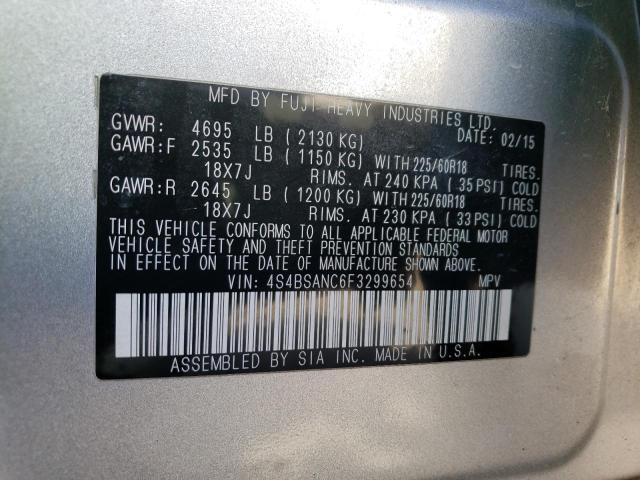 MFD BY FUJI HEAVY INDUSTRIES LTD.
GVWR: 4695 LB (2130 KG) DATE: 02/15
GAWR:F 2535 LB (1150 KG) WITH 225/60R18 TIRES.
18X7J RIMS. AT 240 KPA (35 PSI) COLD
GAWR:R 2645 LB (1200 KG) WITH 225/60R18 TIRES.
18X7J RIMS. AT 230 KPA (33 PSI) COLD
THIS VEHICLE CONFORMS TO ALL APPLICABLE FEDERAL MOTOR
VEHICLE SAFETY AND THEFT PREVENTION STANDARDS
IN EFFECT ON THE DATE OF MANUFACTURE SHOWN ABOVE.
VIN: 4S4BSANC6F3299654 MPV
ASSEMBLED BY SIA INC. MADE IN U.S.A.